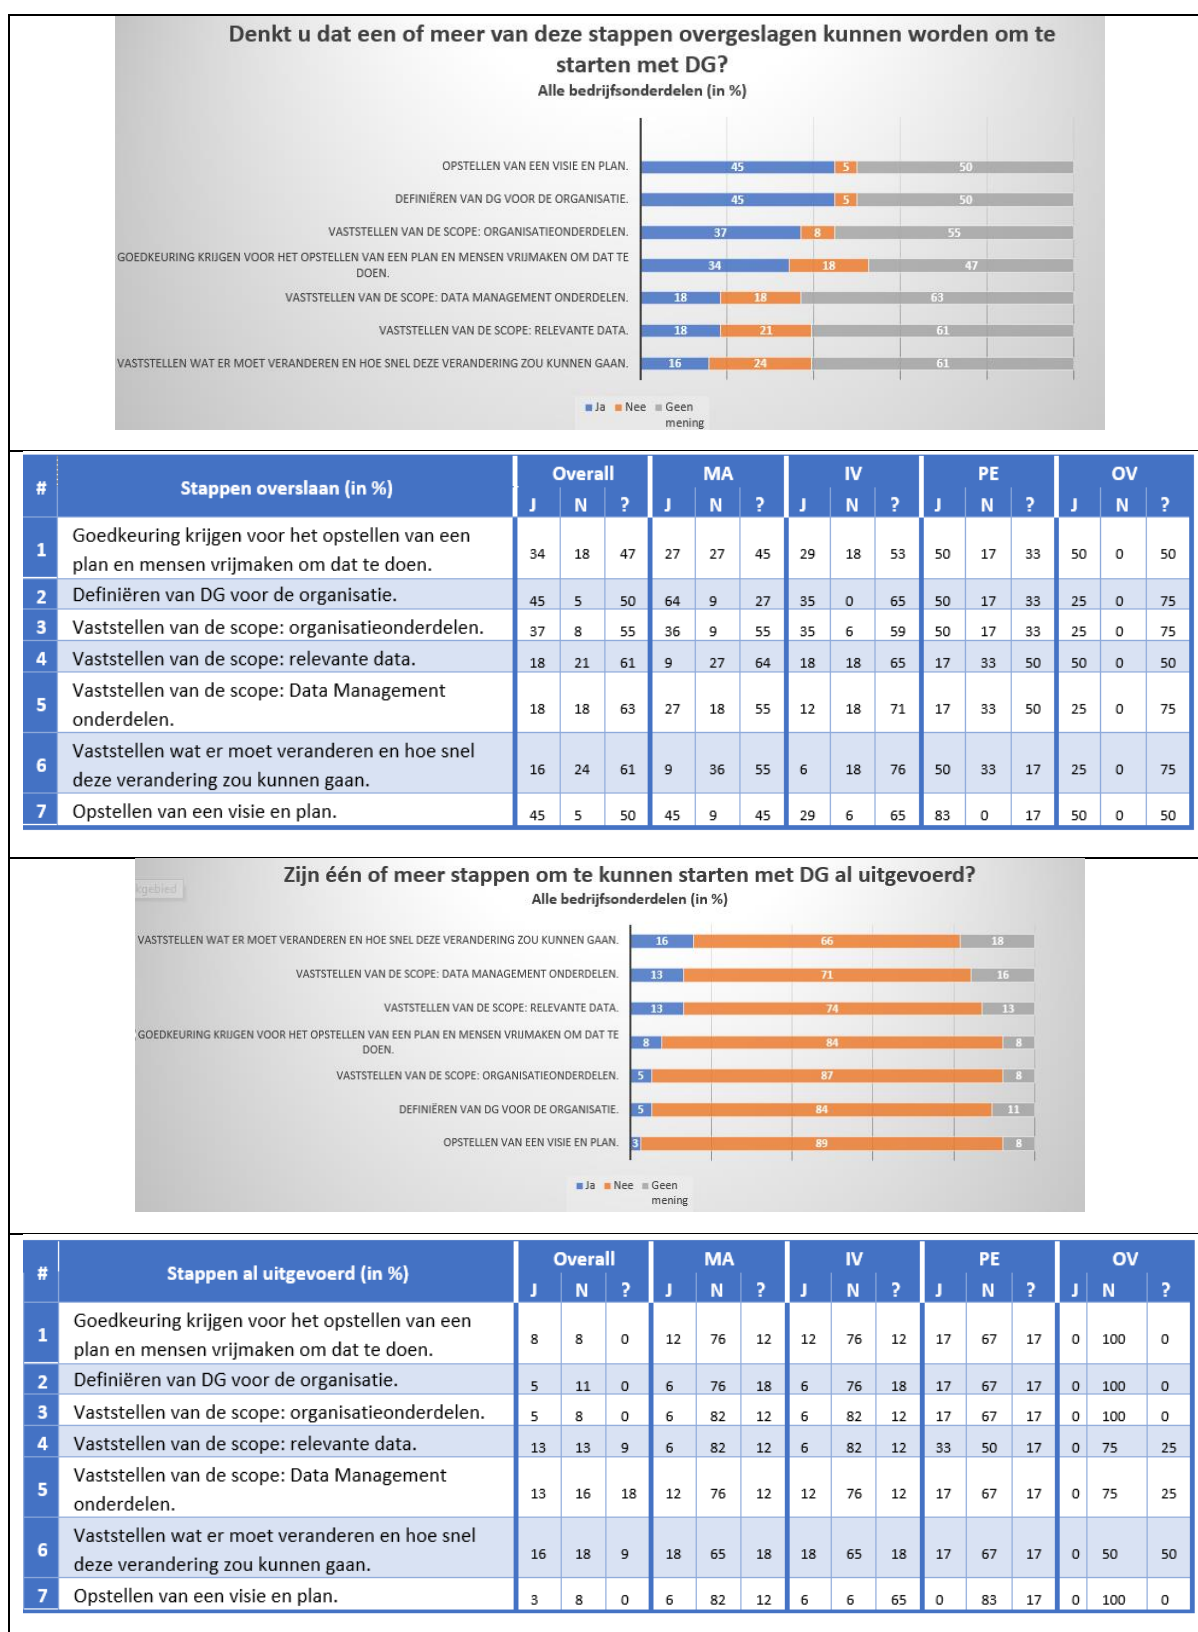 Denkt u dat een of meer van deze stappen overgeslagen kunnen worden om te
starten met DG?
Alle bedrijfsonderdelen (in %)
OPSTELLEN VAN EEN VISIE EN PLAN. 45 5 50
DEFINIËREN VAN DG VOOR DE ORGANISATIE. 45 5 50
VASTSTELLEN VAN DE SCOPE: ORGANISATIEONDERDELEN. 37 8 55
GOEDKEURING KRIJGEN VOOR HET OPSTELLEN VAN EEN PLAN EN MENSEN VRIJMAKEN OM DAT TE
DOEN. 34 18 47
VASTSTELLEN VAN DE SCOPE: DATA MANAGEMENT ONDERDELEN. 18 18 63
VASTSTELLEN VAN DE SCOPE: RELEVANTE DATA. 18 21 61
VASTSTELLEN WAT ER MOET VERANDEREN EN HOE SNEL DEZE VERANDERING ZOU KUNNEN GAAN. 16 24 61
Ja Nee Geen
mening
# Stappen overslaan (in %) Overall MA IV PE OV
J N ? J N ? J N ? J N ? J N ?
1 Goedkeuring krijgen voor het opstellen van een
plan en mensen vrijmaken om dat te doen. 34 18 47 27 27 45 29 18 53 50 17 33 50 0 50
2 Definiëren van DG voor de organisatie. 45 5 50 64 9 27 35 0 65 50 17 33 25 0 75
3 Vaststellen van de scope: organisatieonderdelen. 37 8 55 36 9 55 35 6 59 50 17 33 25 0 75
4 Vaststellen van de scope: relevante data. 18 21 61 9 27 64 18 18 65 17 33 50 50 0 50
5 Vaststellen van de scope: Data Management
onderdelen. 18 18 63 27 18 55 12 18 71 17 33 50 25 0 75
6 Vaststellen wat er moet veranderen en hoe snel
deze verandering zou kunnen gaan. 16 24 61 9 36 55 6 18 76 50 33 17 25 0 75
7 Opstellen van een visie en plan. 45 5 50 45 9 45 29 6 65 83 0 17 50 0 50
kgebied
Zijn één of meer stappen om te kunnen starten met DG al uitgevoerd?
Alle bedrijfsonderdelen (in %)
VASTSTELLEN WAT ER MOET VERANDEREN EN HOE SNEL DEZE VERANDERING ZOU KUNNEN GAAN. 16 66 18
VASTSTELLEN VAN DE SCOPE: DATA MANAGEMENT ONDERDELEN. 13 71 16
VASTSTELLEN VAN DE SCOPE: RELEVANTE DATA. 13 74 13
GOEDKEURING KRIJGEN VOOR HET OPSTELLEN VAN EEN PLAN EN MENSEN VRIJMAKEN OM DAT TE
DOEN. 8 84 8
VASTSTELLEN VAN DE SCOPE: ORGANISATIEONDERDELEN. 5 87 8
DEFINIËREN VAN DG VOOR DE ORGANISATIE. 5 84 11
OPSTELLEN VAN EEN VISIE EN PLAN. 3 89 8
Ja Nee Geen
mening
# Stappen al uitgevoerd (in %) Overall MA IV PE OV
J N ? J N ? J N ? J N ? J N ?
1 Goedkeuring krijgen voor het opstellen van een
plan en mensen vrijmaken om dat te doen. 8 8 0 12 76 12 12 76 12 17 67 17 0 100 0
2 Definiëren van DG voor de organisatie. 5 11 0 6 76 18 6 76 18 17 67 17 0 100 0
3 Vaststellen van de scope: organisatieonderdelen. 5 8 0 6 82 12 6 82 12 17 67 17 0 100 0
4 Vaststellen van de scope: relevante data. 13 13 9 6 82 12 6 82 12 33 50 17 0 75 25
5 Vaststellen van de scope: Data Management
onderdelen. 13 16 18 12 76 12 12 76 12 17 67 17 0 75 25
6 Vaststellen wat er moet veranderen en hoe snel
deze verandering zou kunnen gaan. 16 18 9 18 65 18 18 65 18 17 67 17 0 50 50
7 Opstellen van een visie en plan. 3 8 0 6 82 12 6 6 65 0 83 17 0 100 0